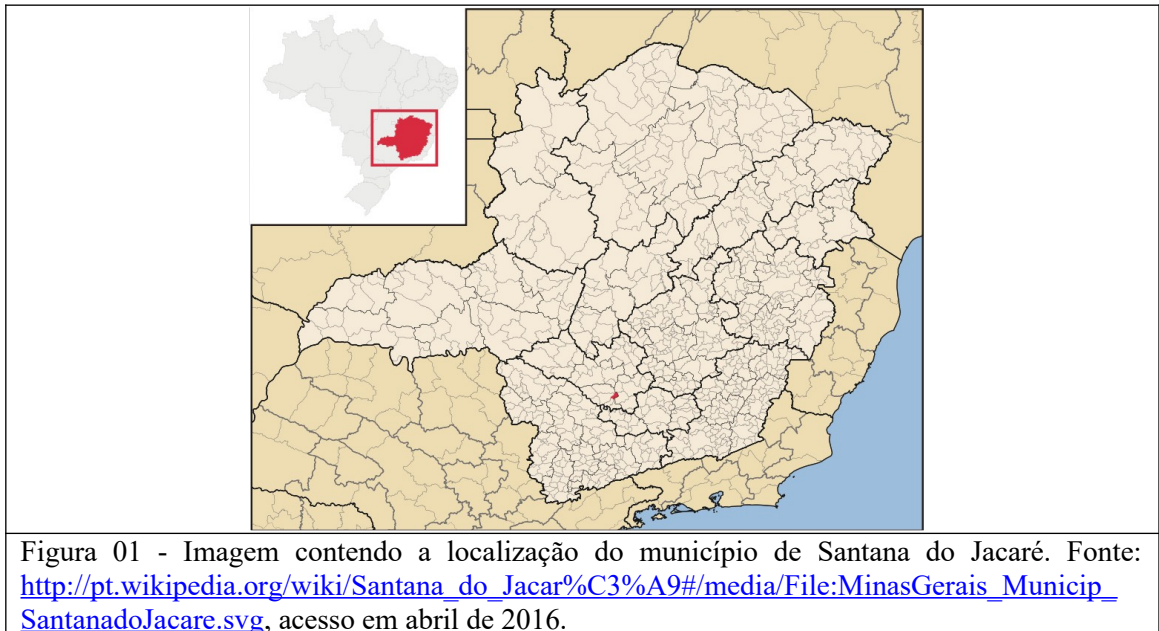 Figura 01 - Imagem contendo a localização do município de Santana do Jacaré. Fonte:
http://pt.wikipedia.org/wiki/Santana_do_Jacar%C3%A9#/media/File:MinasGerais_Municip_
SantanadoJacare.svg, acesso em abril de 2016.